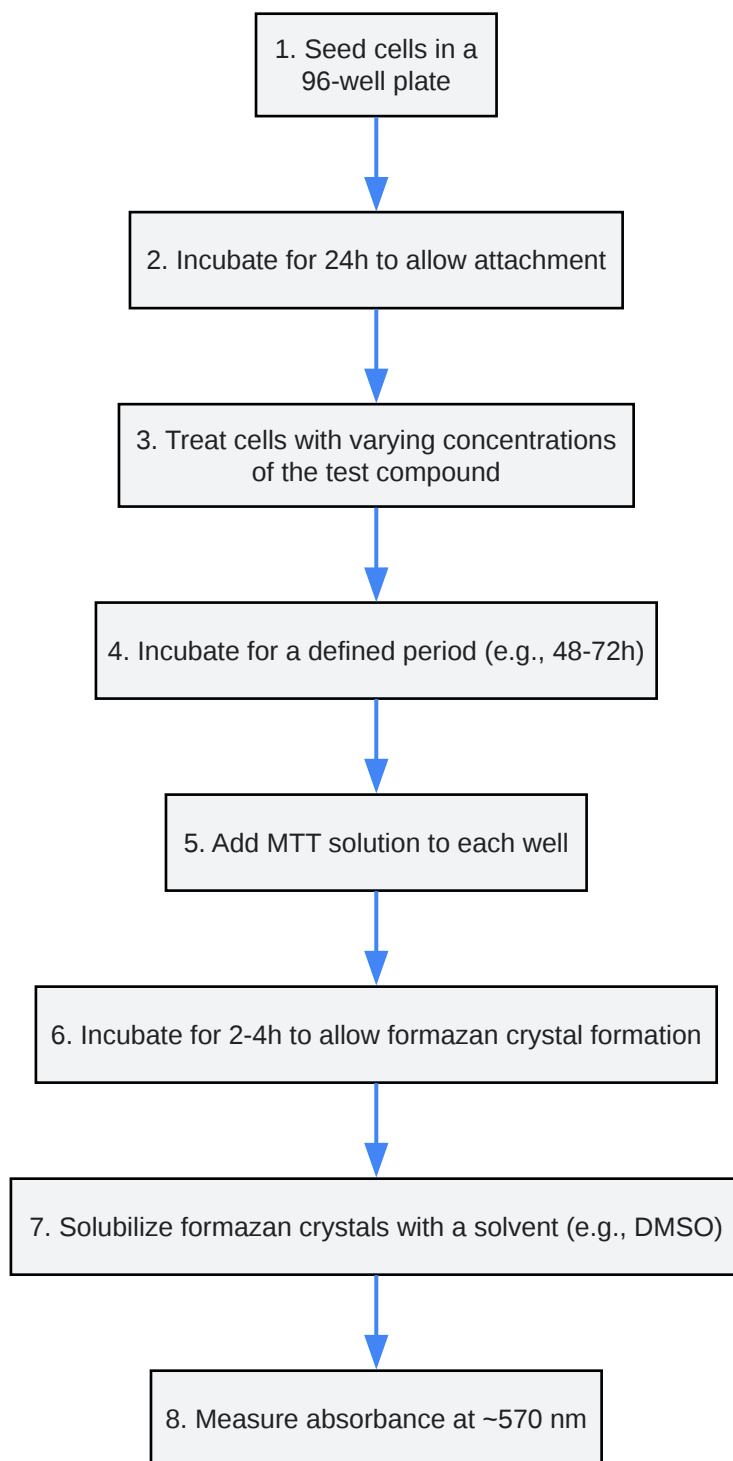 1. Seed cells in a
96-well plate
2. Incubate for 24h to allow attachment
3. Treat cells with varying concentrations
of the test compound
4. Incubate for a defined period (e.g., 48-72h)
5. Add MTT solution to each well
6. Incubate for 2-4h to allow formazan crystal formation
7. Solubilize formazan crystals with a solvent (e.g., DMSO)
8. Measure absorbance at ~570 nm